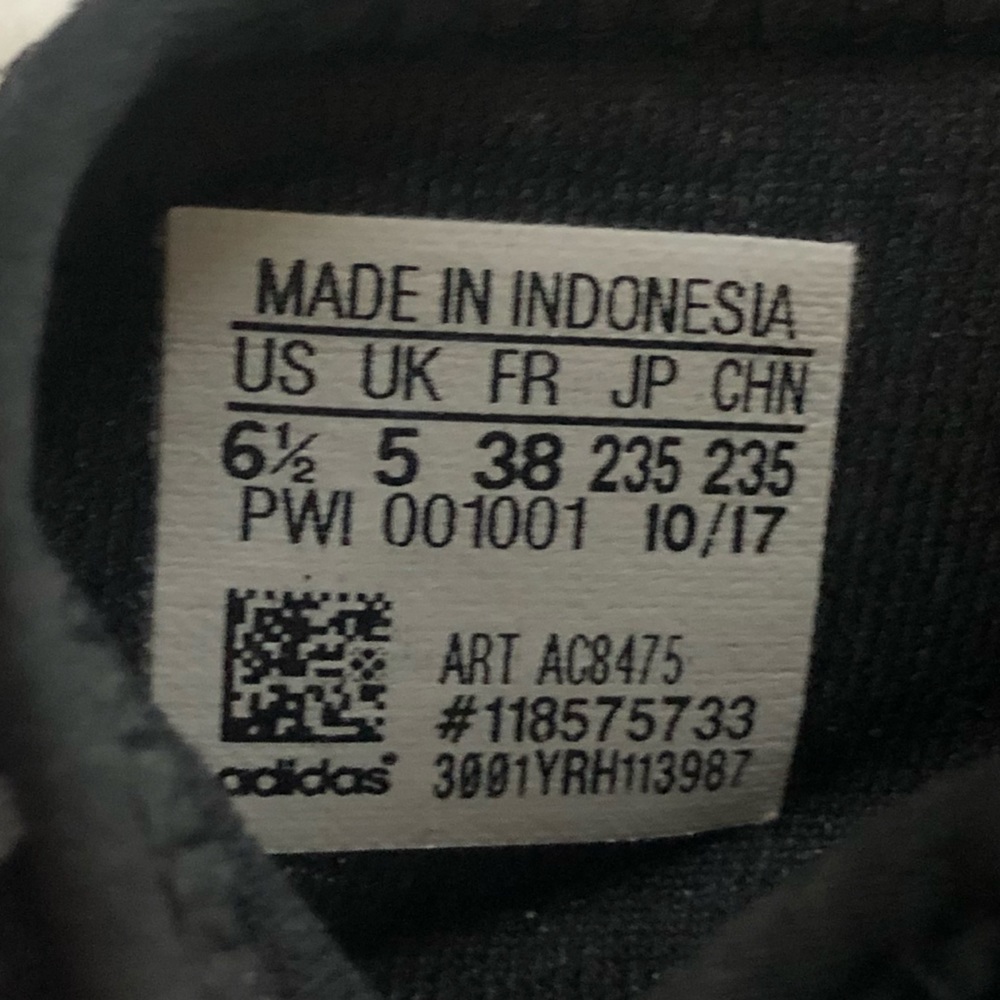 MADE IN INDONESIA
US UK FR JP CHN
6½ 5 38 235 235
PWI 001001 10/17
ART AC8475
#118575733
adidas® 3001YRH113987